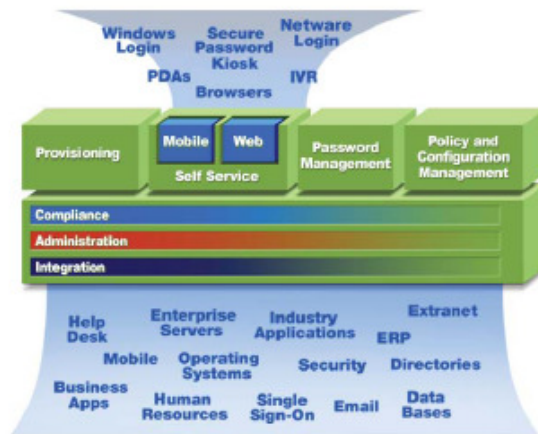 Windows Login
Secure Password Kiosk
Netware Login
PDAs
IVR
Browsers
Provisioning
Mobile
Web
Self Service
Password Management
Policy and Configuration Management
Compliance
Administration
Integration
Help Desk
Enterprise Servers
Industry Applications
Extranet
ERP
Mobile
Operating Systems
Security
Directories
Business Apps
Human Resources
Single Sign-On
Email
Data Bases